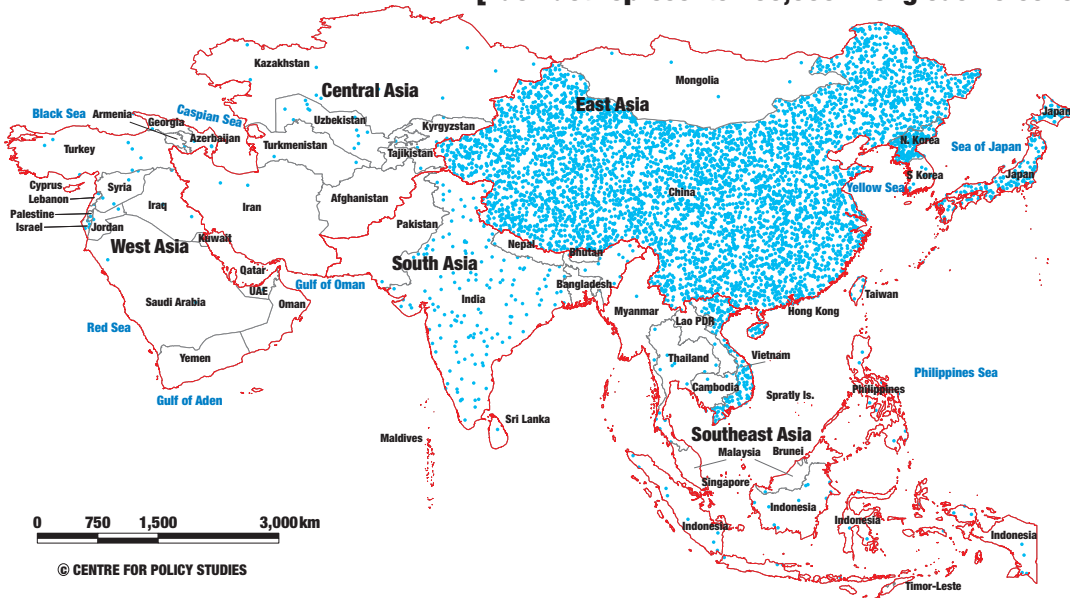 Kazakhstan
Mongolia
Central Asia
East Asia
Black Sea
Armenia
Georgia
Caspian Sea
Azerbaijan
Uzbekistan
Kyrgyzstan
Japan
Turkey
Turkmenistan
Tajikistan
N. Korea
Sea of Japan
S Korea
Japan
Cyprus
Syria
Lebanon
Iraq
Iran
Afghanistan
China
Yellow Sea
Palestine
Israel
Jordan
Pakistan
West Asia
Kuwait
Nepal
Bhutan
Qatar
South Asia
UAE
Gulf of Oman
Bangladesh
Saudi Arabia
Oman
India
Myanmar
Taiwan
Hong Kong
Red Sea
Lao PDR
Yemen
Thailand
Vietnam
Philippines Sea
Gulf of Aden
Cambodia
Spratly Is.
Philippines
Sri Lanka
Maldives
Southeast Asia
Malaysia
Brunei
Singapore
Indonesia
Indonesia
Indonesia
Indonesia
Timor-Leste
0 750 1,500 3,000 km
© CENTRE FOR POLICY STUDIES